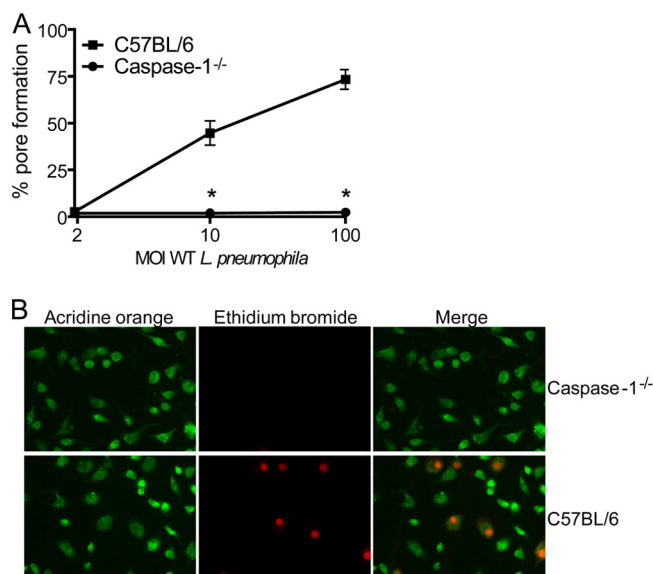 A
C57BL/6
Caspase-1-/-
100
75
50
25
0
% pore formation
* *
2 10 100
MOI WT L. pneumophila
B
Acridine orange Ethidium bromide Merge
Caspase-1-/-
C57BL/6